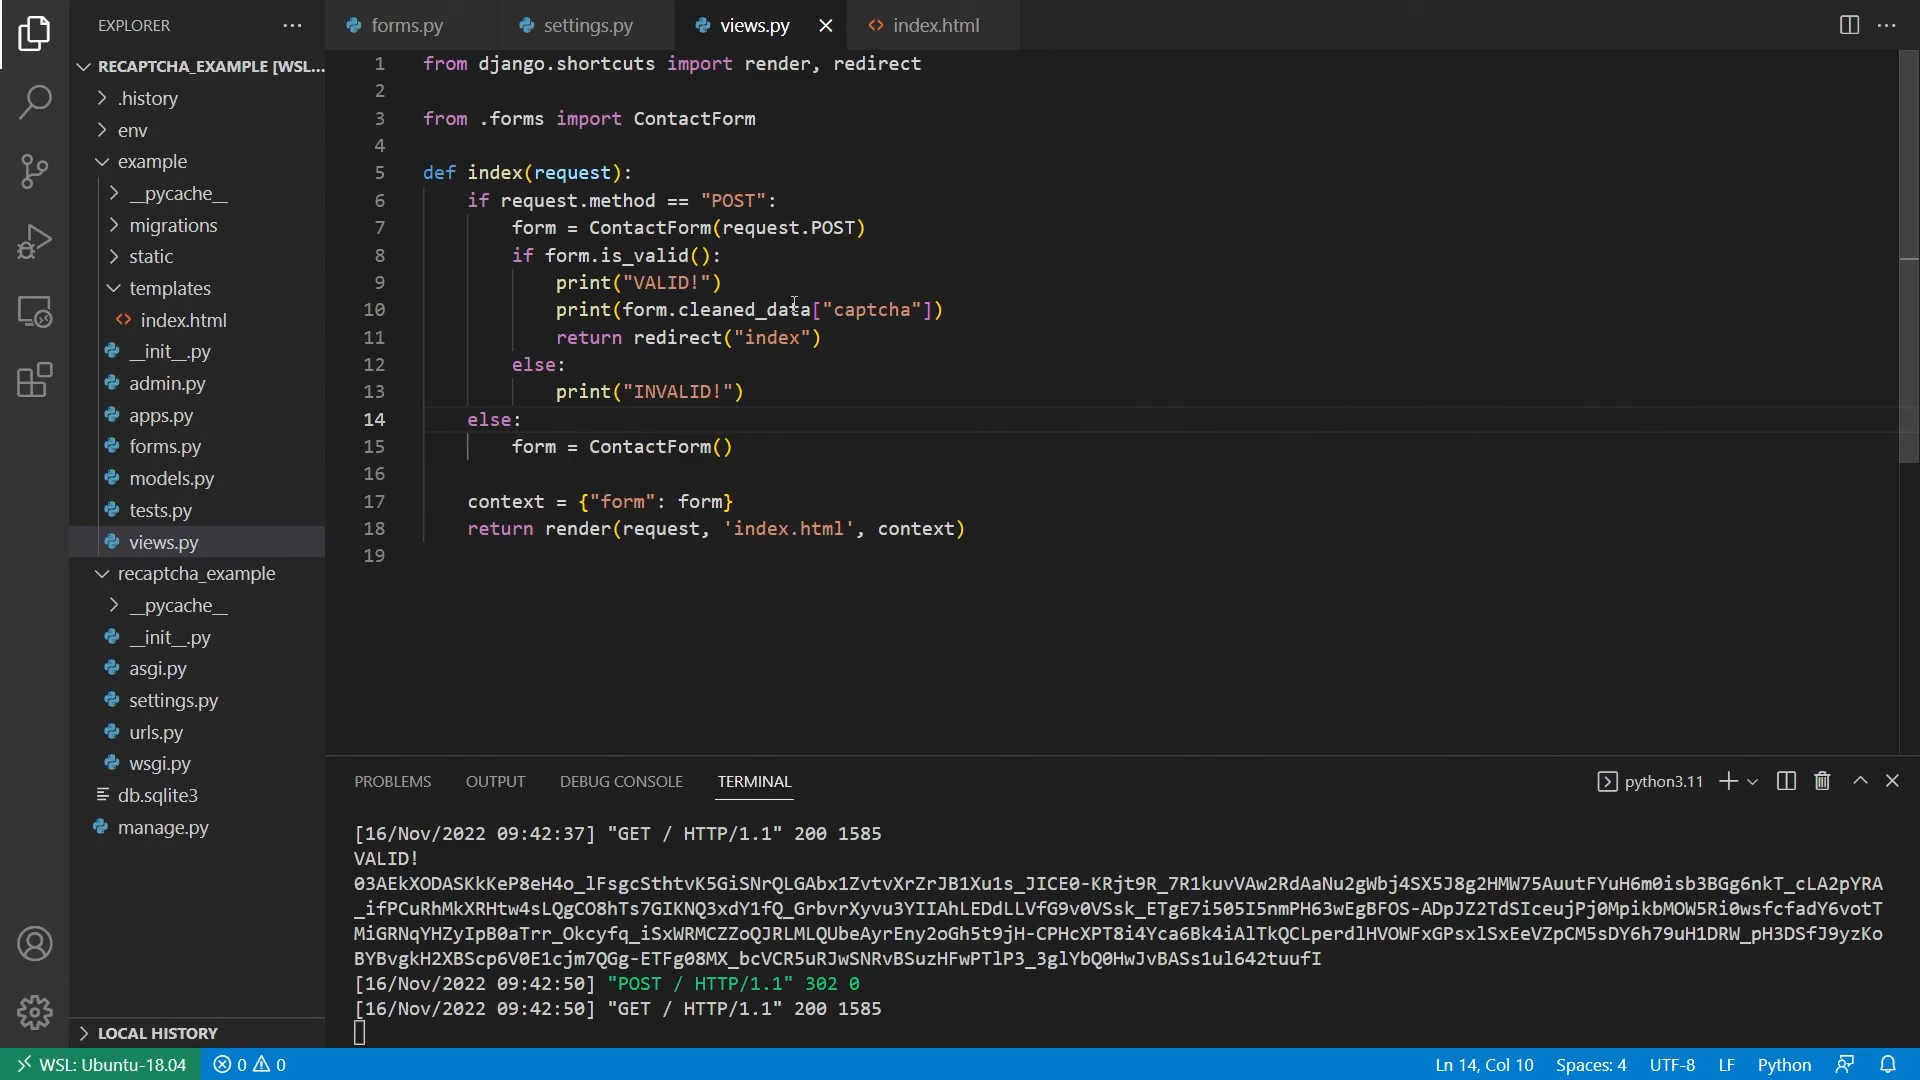 EXPLORER
RECAPTCHA_EXAMPLE [WSL...
.history
env
example
__pycache__
migrations
static
templates
index.html
__init__.py
admin.py
apps.py
forms.py
models.py
tests.py
views.py
recaptcha_example
__pycache__
__init__.py
asgi.py
settings.py
urls.py
wsgi.py
db.sqlite3
manage.py
LOCAL HISTORY
forms.py settings.py views.py index.html
1 from django.shortcuts import render, redirect
2
3 from .forms import ContactForm
4
5 def index(request):
6 if request.method == "POST":
7 form = ContactForm(request.POST)
8 if form.is_valid():
9 print("VALID!")
10 print(form.cleaned_data["captcha"])
11 return redirect("index")
12 else:
13 print("INVALID!")
14 else:
15 form = ContactForm()
16
17 context = {"form": form}
18 return render(request, 'index.html', context)
19
PROBLEMS OUTPUT DEBUG CONSOLE TERMINAL python3.11
[16/Nov/2022 09:42:37] "GET / HTTP/1.1" 200 1585
VALID!
03AEkXODASKkKeP8eH4o_lFsgcSthtvK5GiSNrQLGAbx1ZvtvXrZrJB1Xu1s_JICE0-KRjt9R_7R1kuvVAw2RdAaNu2gWbj4SX5J8g2HMW75AuutFYuH6m0isb3BGg6nkT_cLA2pYRA
_ifPCuRhMkXRHtw4sLQgCO8hTs7GIKNQ3xdY1fQ_GrbvrXyvu3YIIAhLEDdLLVfG9v0VSsk_ETgE7i505I5nmPH63wEgBFOS-ADpJZ2TdSIceujPj0MpikbMOW5Ri0wsfcfadY6votT
MiGRNqYHZyIpB0aTrr_Okcyfq_iSxWRMCZZoQJRLMLQUbeAyrEny2oGh5t9jH-CPHcXPT8i4Yca6Bk4iAlTkQCLperdlHVOWFxGPsxlSxEeVZpCM5sDY6h79uH1DRW_pH3DSfJ9yzKo
BYBvgkH2XBScp6V0E1cjm7QGg-ETFg08MX_bcVCR5uRJwSNRvBSuzHFwPTlP3_3glYbQ0HwJvBASs1ul642tuufI
[16/Nov/2022 09:42:50] "POST / HTTP/1.1" 302 0
[16/Nov/2022 09:42:50] "GET / HTTP/1.1" 200 1585
WSL: Ubuntu-18.04 0 0 Ln 14, Col 10 Spaces: 4 UTF-8 LF Python